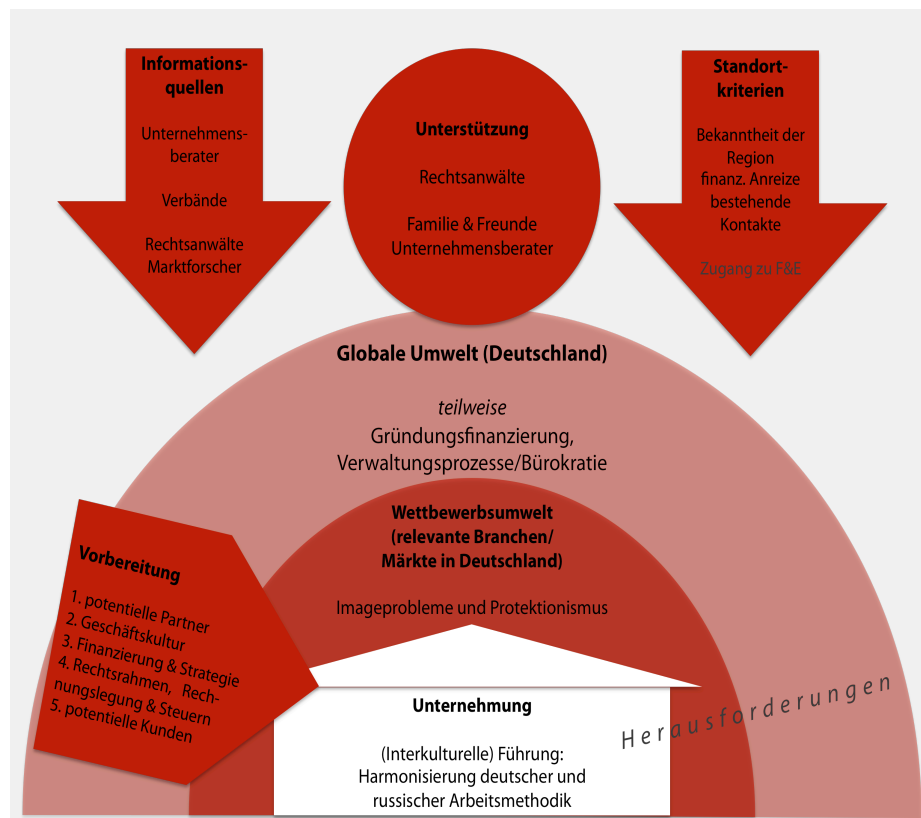 Informations-
quellen
Unternehmens-
berater
Verbände
Rechtsanwälte
Marktforscher
Unterstützung
Rechtsanwälte
Familie & Freunde
Unternehmensberater
Standort-
kriterien
Bekanntheit der
Region
finanz. Anreize
bestehende
Kontakte
Zugang zu F&E
Globale Umwelt (Deutschland)
teilweise
Gründungsfinanzierung,
Verwaltungsprozesse/Bürokratie
Wettbewerbsumwelt
(relevante Branchen/
Märkte in Deutschland)
Imageprobleme und Protektionismus
Vorbereitung
1. potentielle Partner
2. Geschäftskultur
3. Finanzierung & Strategie
4. Rechtsrahmen, Rech-
nungslegung & Steuern
5. potentielle Kunden
Unternehmung
(Interkulturelle) Führung:
Harmonisierung deutscher und
russischer Arbeitsmethodik
Herausforderungen